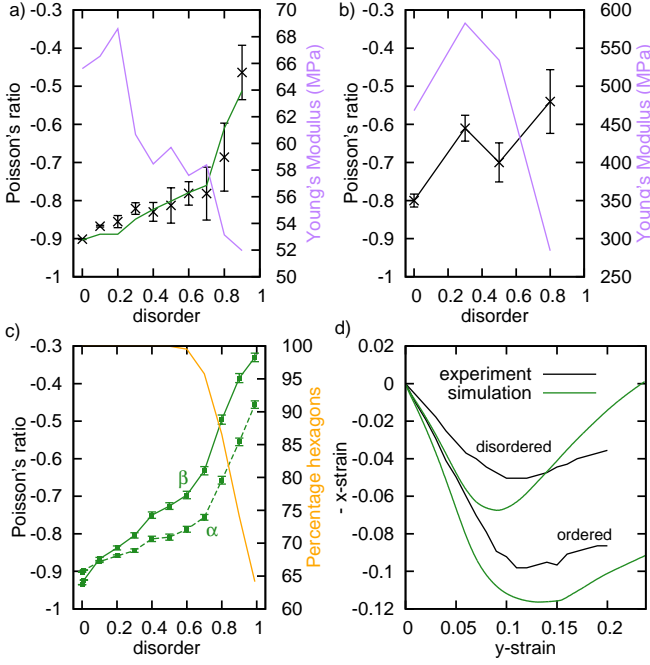 a)
-0.3
-0.4
-0.5
-0.6
-0.7
-0.8
-0.9
-1
Poisson's ratio
0 0.2 0.4 0.6 0.8 1
disorder
70
68
66
64
62
60
58
56
54
52
50
Young's Modulus (MPa)
b)
-0.3
-0.4
-0.5
-0.6
-0.7
-0.8
-0.9
-1
Poisson's ratio
0 0.2 0.4 0.6 0.8 1
disorder
600
550
500
450
400
350
300
250
Young's Modulus (MPa)
c)
-0.3
-0.4
-0.5
-0.6
-0.7
-0.8
-0.9
-1
Poisson's ratio
β
α
0 0.2 0.4 0.6 0.8 1
disorder
100
95
90
85
80
75
70
65
60
Percentage hexagons
d)
0.02
0
-0.02
-0.04
-0.06
-0.08
-0.1
-0.12
- x-strain
experiment
simulation
disordered
ordered
0 0.05 0.1 0.15 0.2
y-strain